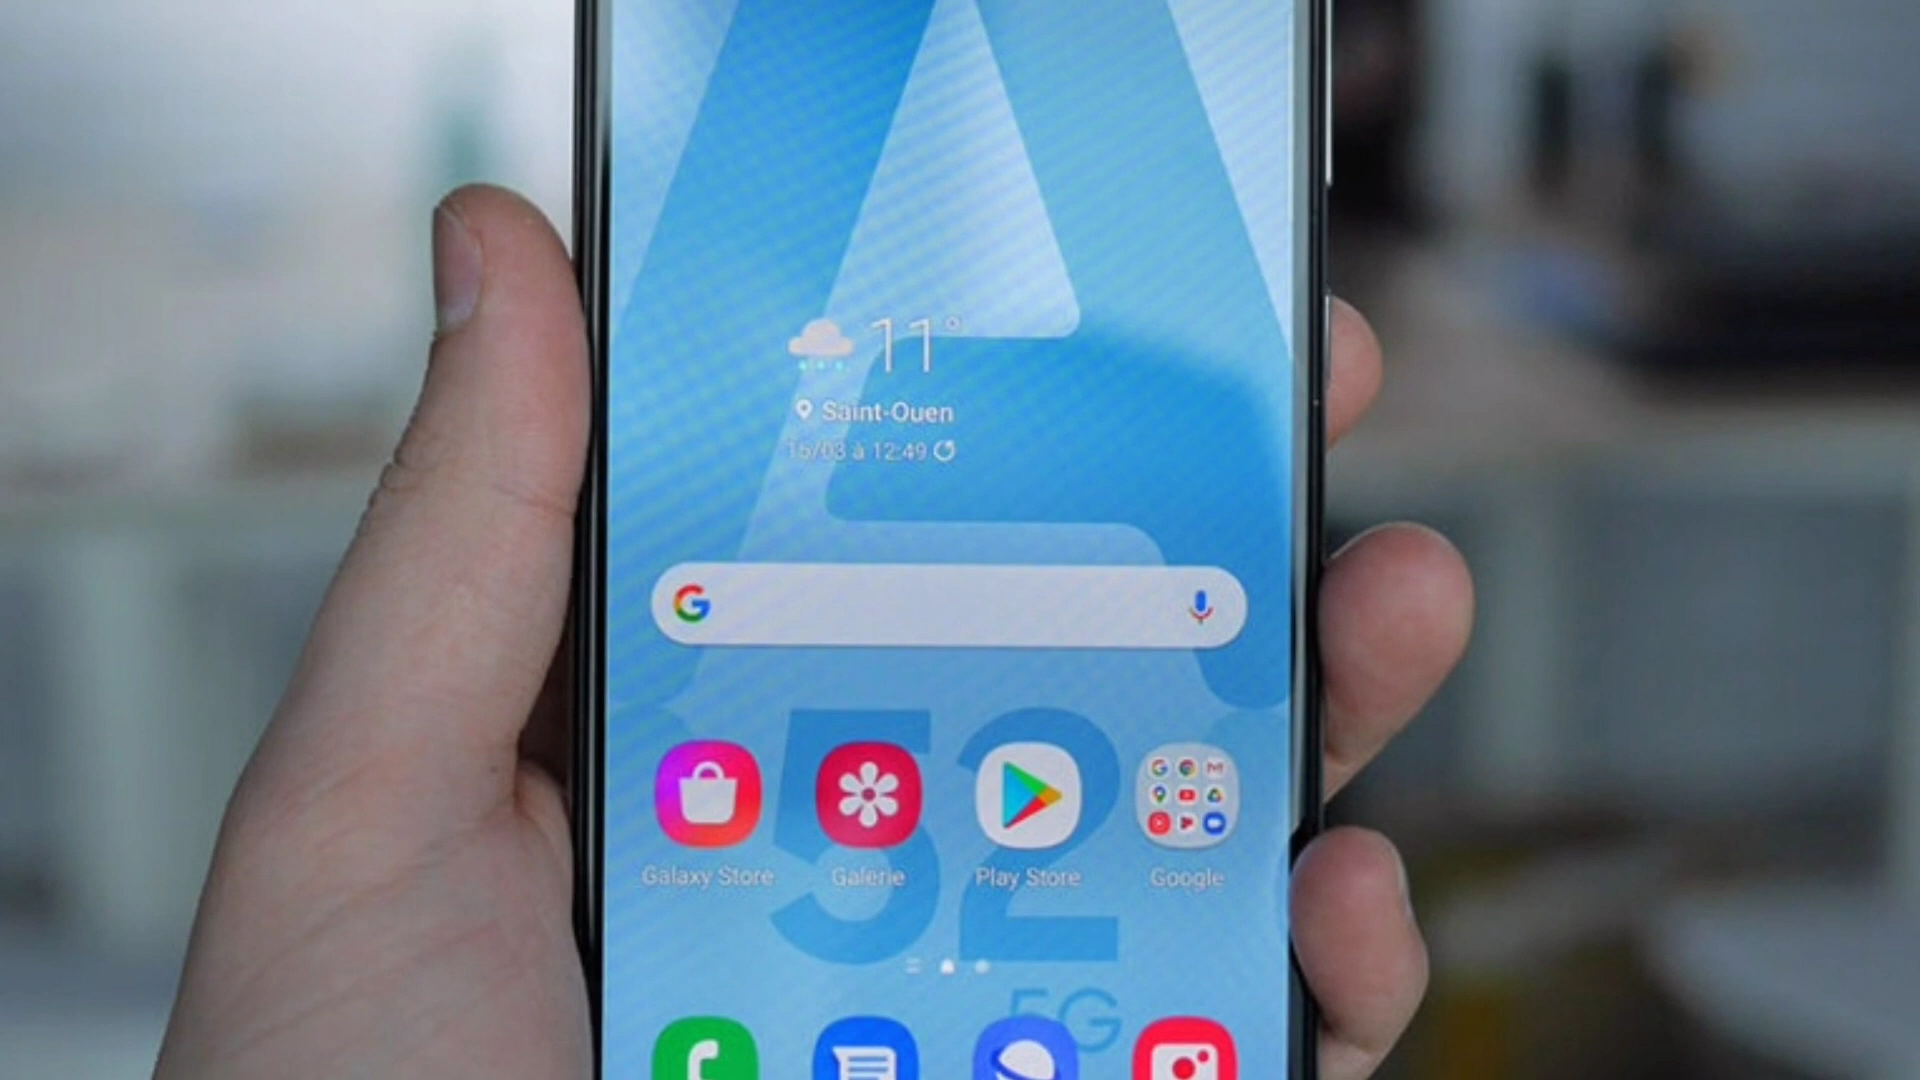 11°
Saint-Ouen
16/03 à 12:49
52
Galaxy Store
Galerie
Play Store
Google
5G